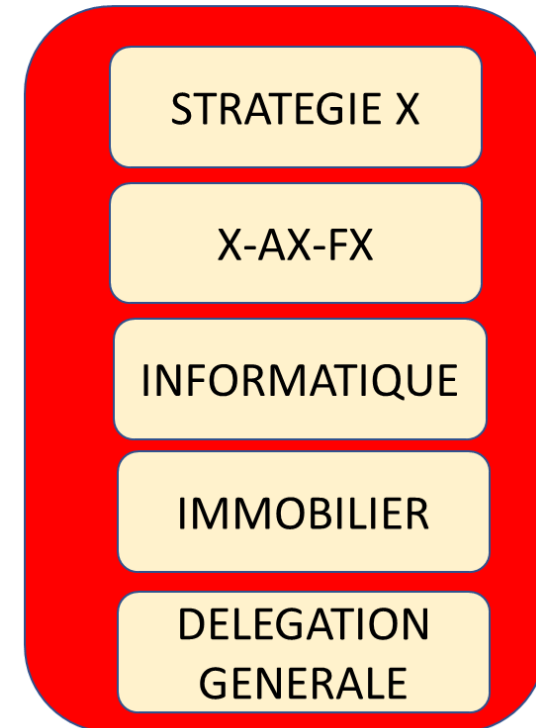 STRATEGIE X
X-AX-FX
INFORMATIQUE
IMMOBILIER
DELEGATION
GENERALE